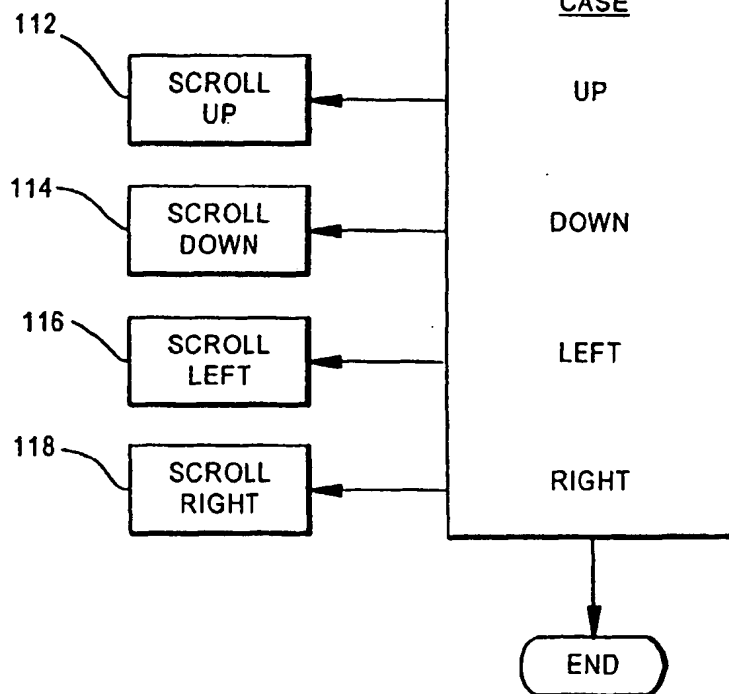 CASE
112
SCROLL
UP
UP
114
SCROLL
DOWN
DOWN
116
SCROLL
LEFT
LEFT
118
SCROLL
RIGHT
RIGHT
END